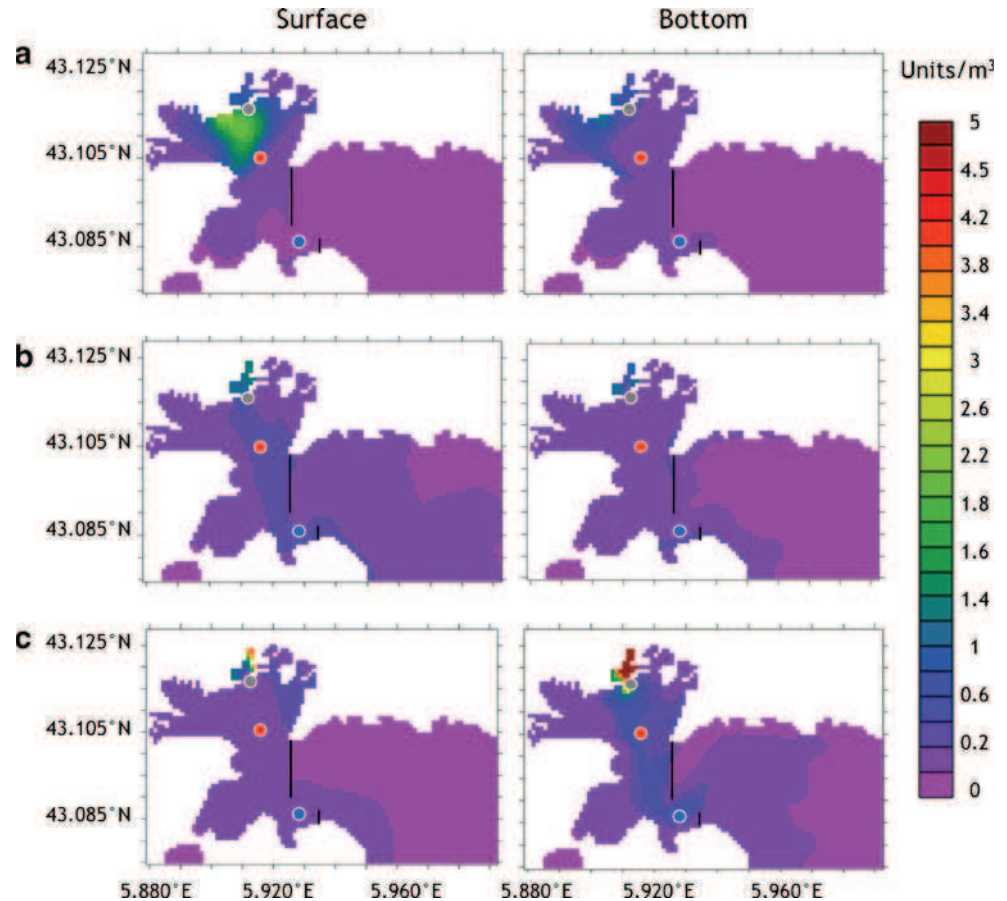 Surface Bottom
a
43.125°N
43.105°N
43.085°N
b
43.125°N
43.105°N
43.085°N
c
43.125°N
43.105°N
43.085°N
5.880°E 5.920°E 5.960°E 5.880°E 5.920°E 5.960°E
Units/m³
5
4.5
4.2
3.8
3.4
3
2.6
2.2
1.8
1.6
1.4
1
0.6
0.2
0